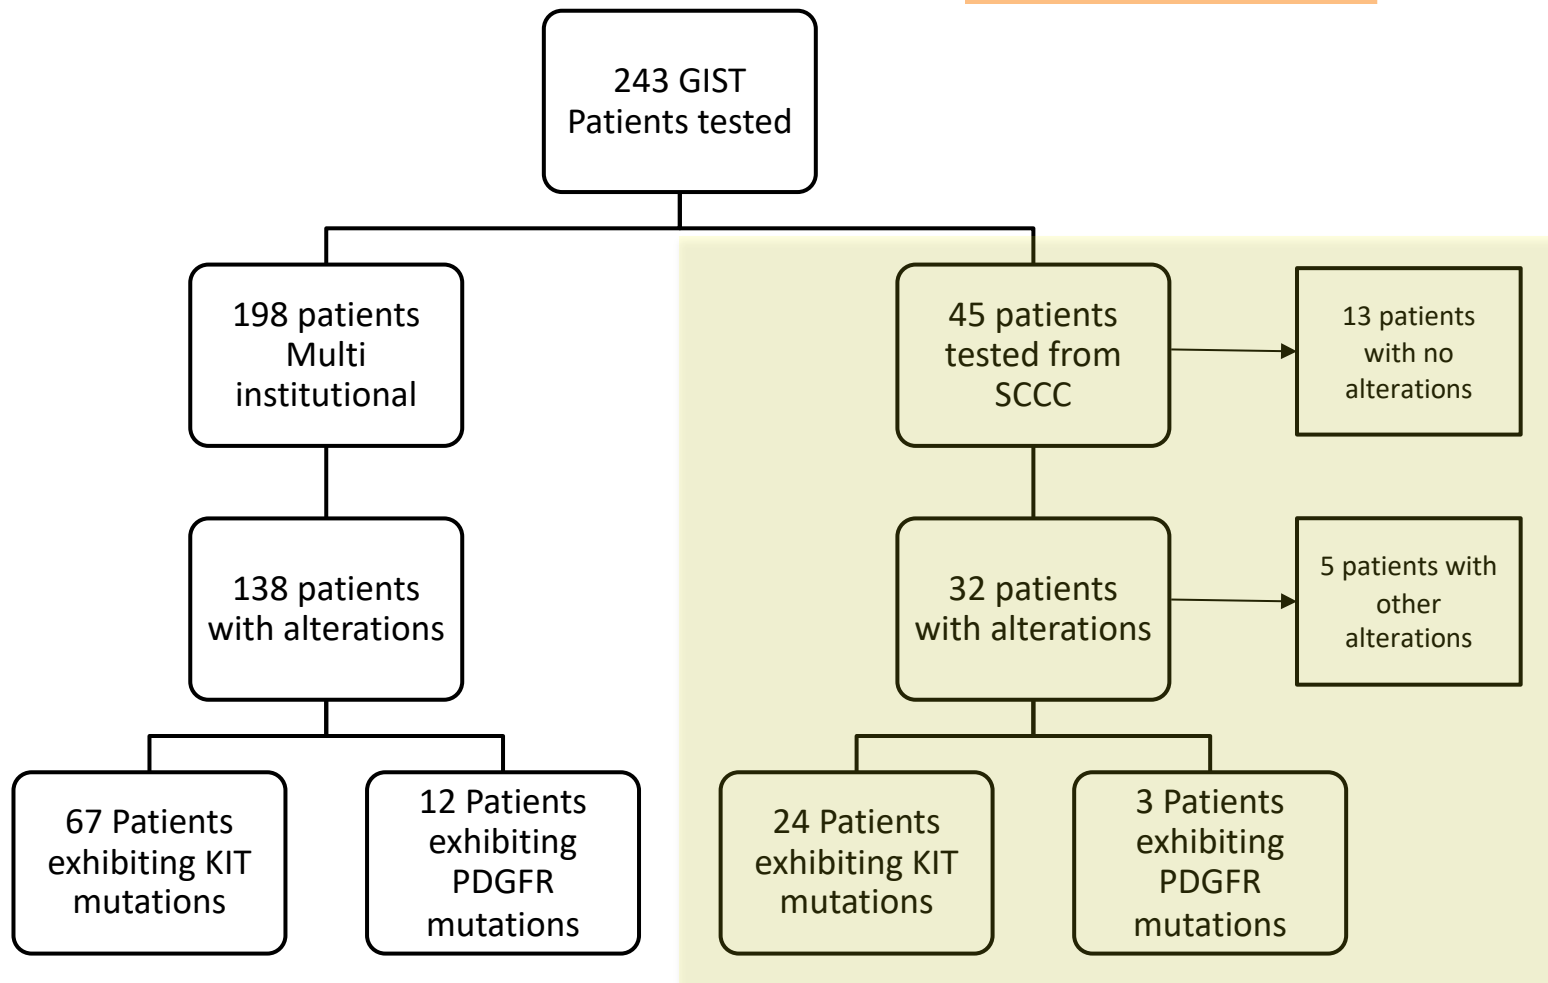 243 GIST
Patients tested
198 patients
Multi
institutional
45 patients
tested from
SCCC
13 patients
with no
alterations
138 patients
with alterations
32 patients
with alterations
5 patients with
other
alterations
67 Patients
exhibiting KIT
mutations
12 Patients
exhibiting
PDGFR
mutations
24 Patients
exhibiting KIT
mutations
3 Patients
exhibiting
PDGFR
mutations